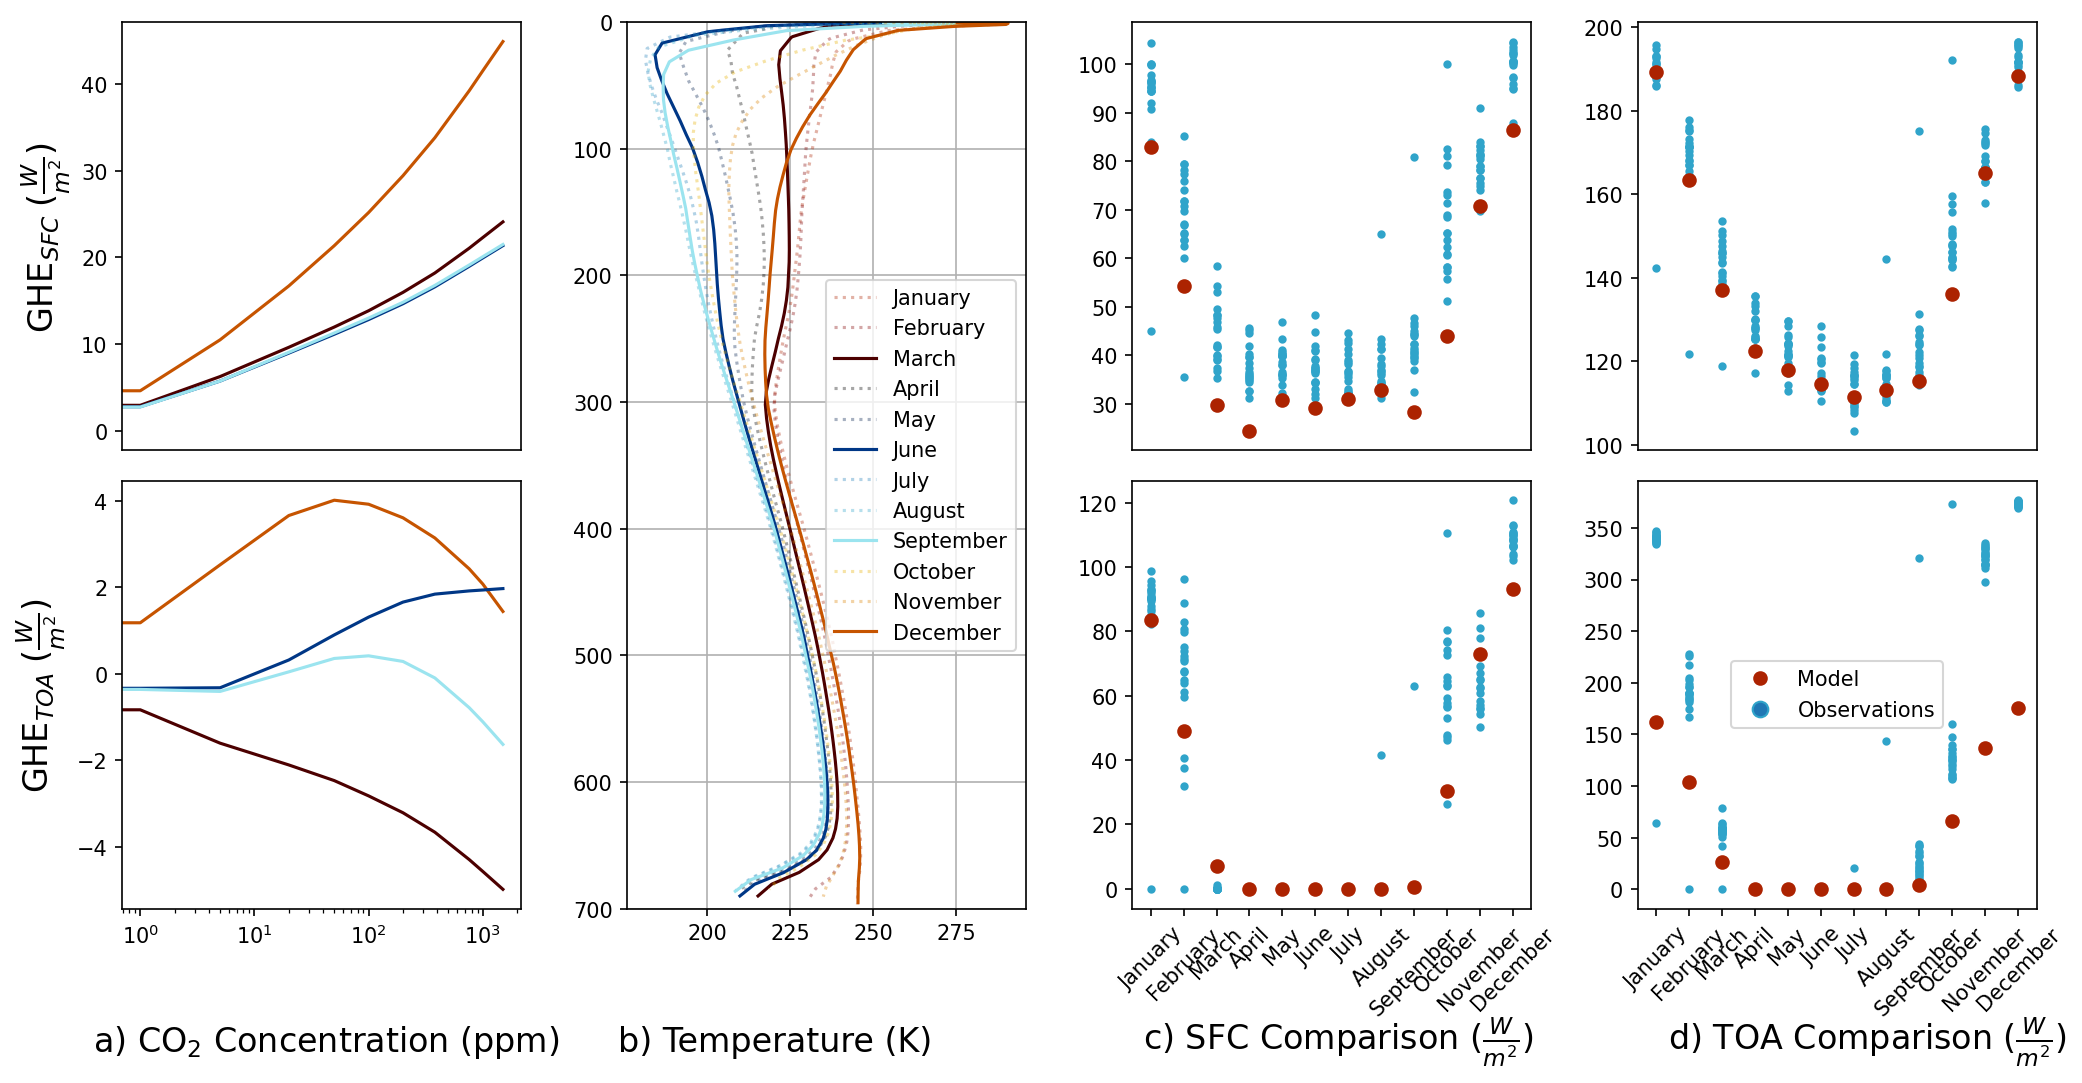 GHE_SFC (W/m²)
40
30
20
10
0
GHE_TOA (W/m²)
4
2
0
−2
−4
10⁰ 10¹ 10² 10³
a) CO₂ Concentration (ppm)
0
100
200
300
400
500
600
700
200 225 250 275
January
February
March
April
May
June
July
August
September
October
November
December
b) Temperature (K)
100
90
80
70
60
50
40
30
120
100
80
60
40
20
0
January
February
March
April
May
June
July
August
September
October
November
December
c) SFC Comparison (W/m²)
200
180
160
140
120
100
350
300
250
200
150
100
50
0
Model
Observations
January
February
March
April
May
June
July
August
September
October
November
December
d) TOA Comparison (W/m²)